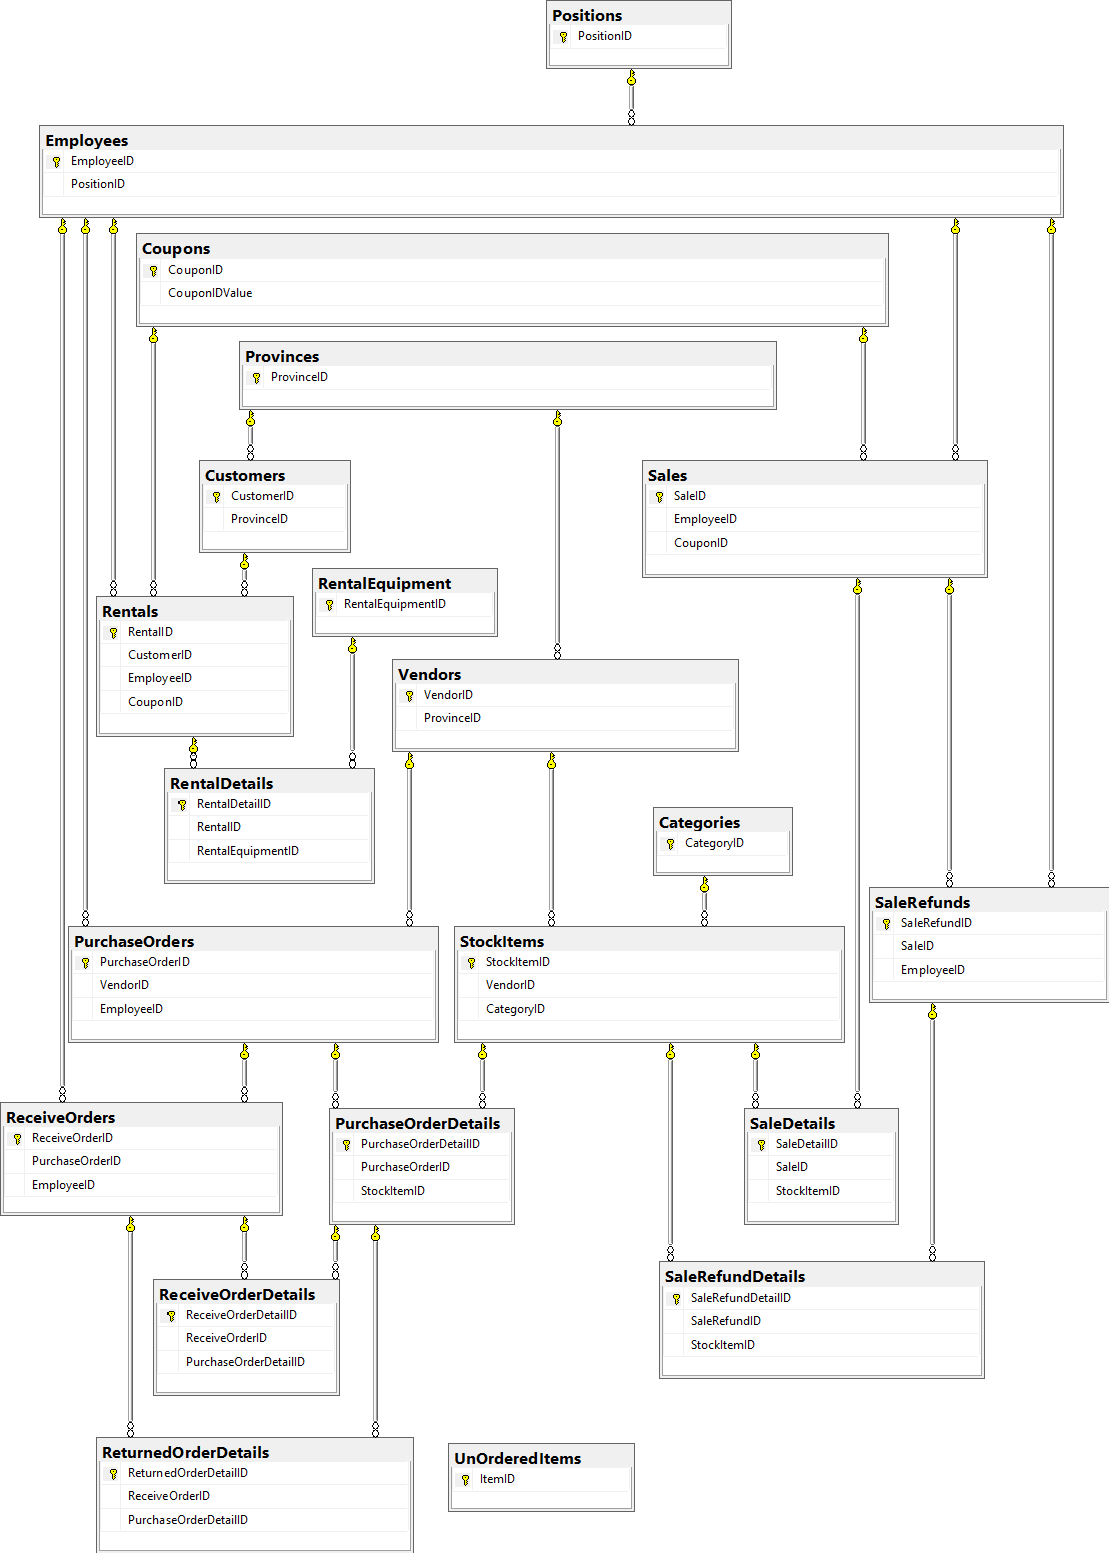 Positions
PositionID
Employees
EmployeeID
PositionID
Coupons
CouponID
CouponIDValue
Provinces
ProvinceID
Customers
CustomerID
ProvinceID
Sales
SaleID
EmployeeID
CouponID
RentalEquipment
RentalEquipmentID
Rentals
RentalID
CustomerID
EmployeeID
CouponID
Vendors
VendorID
ProvinceID
RentalDetails
RentalDetailID
RentalID
RentalEquipmentID
Categories
CategoryID
SaleRefunds
SaleRefundID
SaleID
EmployeeID
PurchaseOrders
PurchaseOrderID
VendorID
EmployeeID
StockItems
StockItemID
VendorID
CategoryID
ReceiveOrders
ReceiveOrderID
PurchaseOrderID
EmployeeID
PurchaseOrderDetails
PurchaseOrderDetailID
PurchaseOrderID
StockItemID
SaleDetails
SaleDetailID
SaleID
StockItemID
SaleRefundDetails
SaleRefundDetailID
SaleRefundID
StockItemID
ReceiveOrderDetails
ReceiveOrderDetailID
ReceiveOrderID
PurchaseOrderDetailID
ReturnedOrderDetails
ReturnedOrderDetailID
ReceiveOrderID
PurchaseOrderDetailID
UnOrderedItems
ItemID